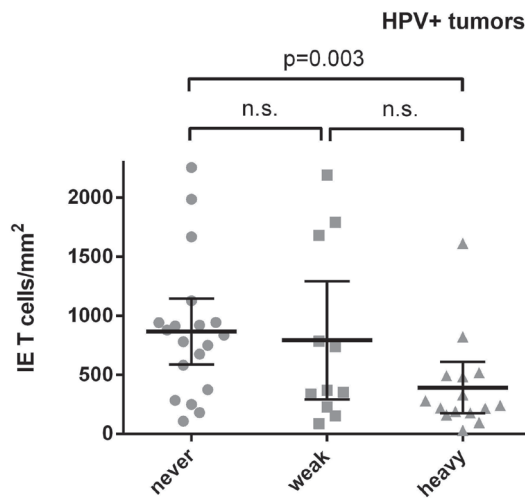 HPV+ tumors
p=0.003
n.s. n.s.
IE T cells/mm²
2000
1500
1000
500
0
never weak heavy